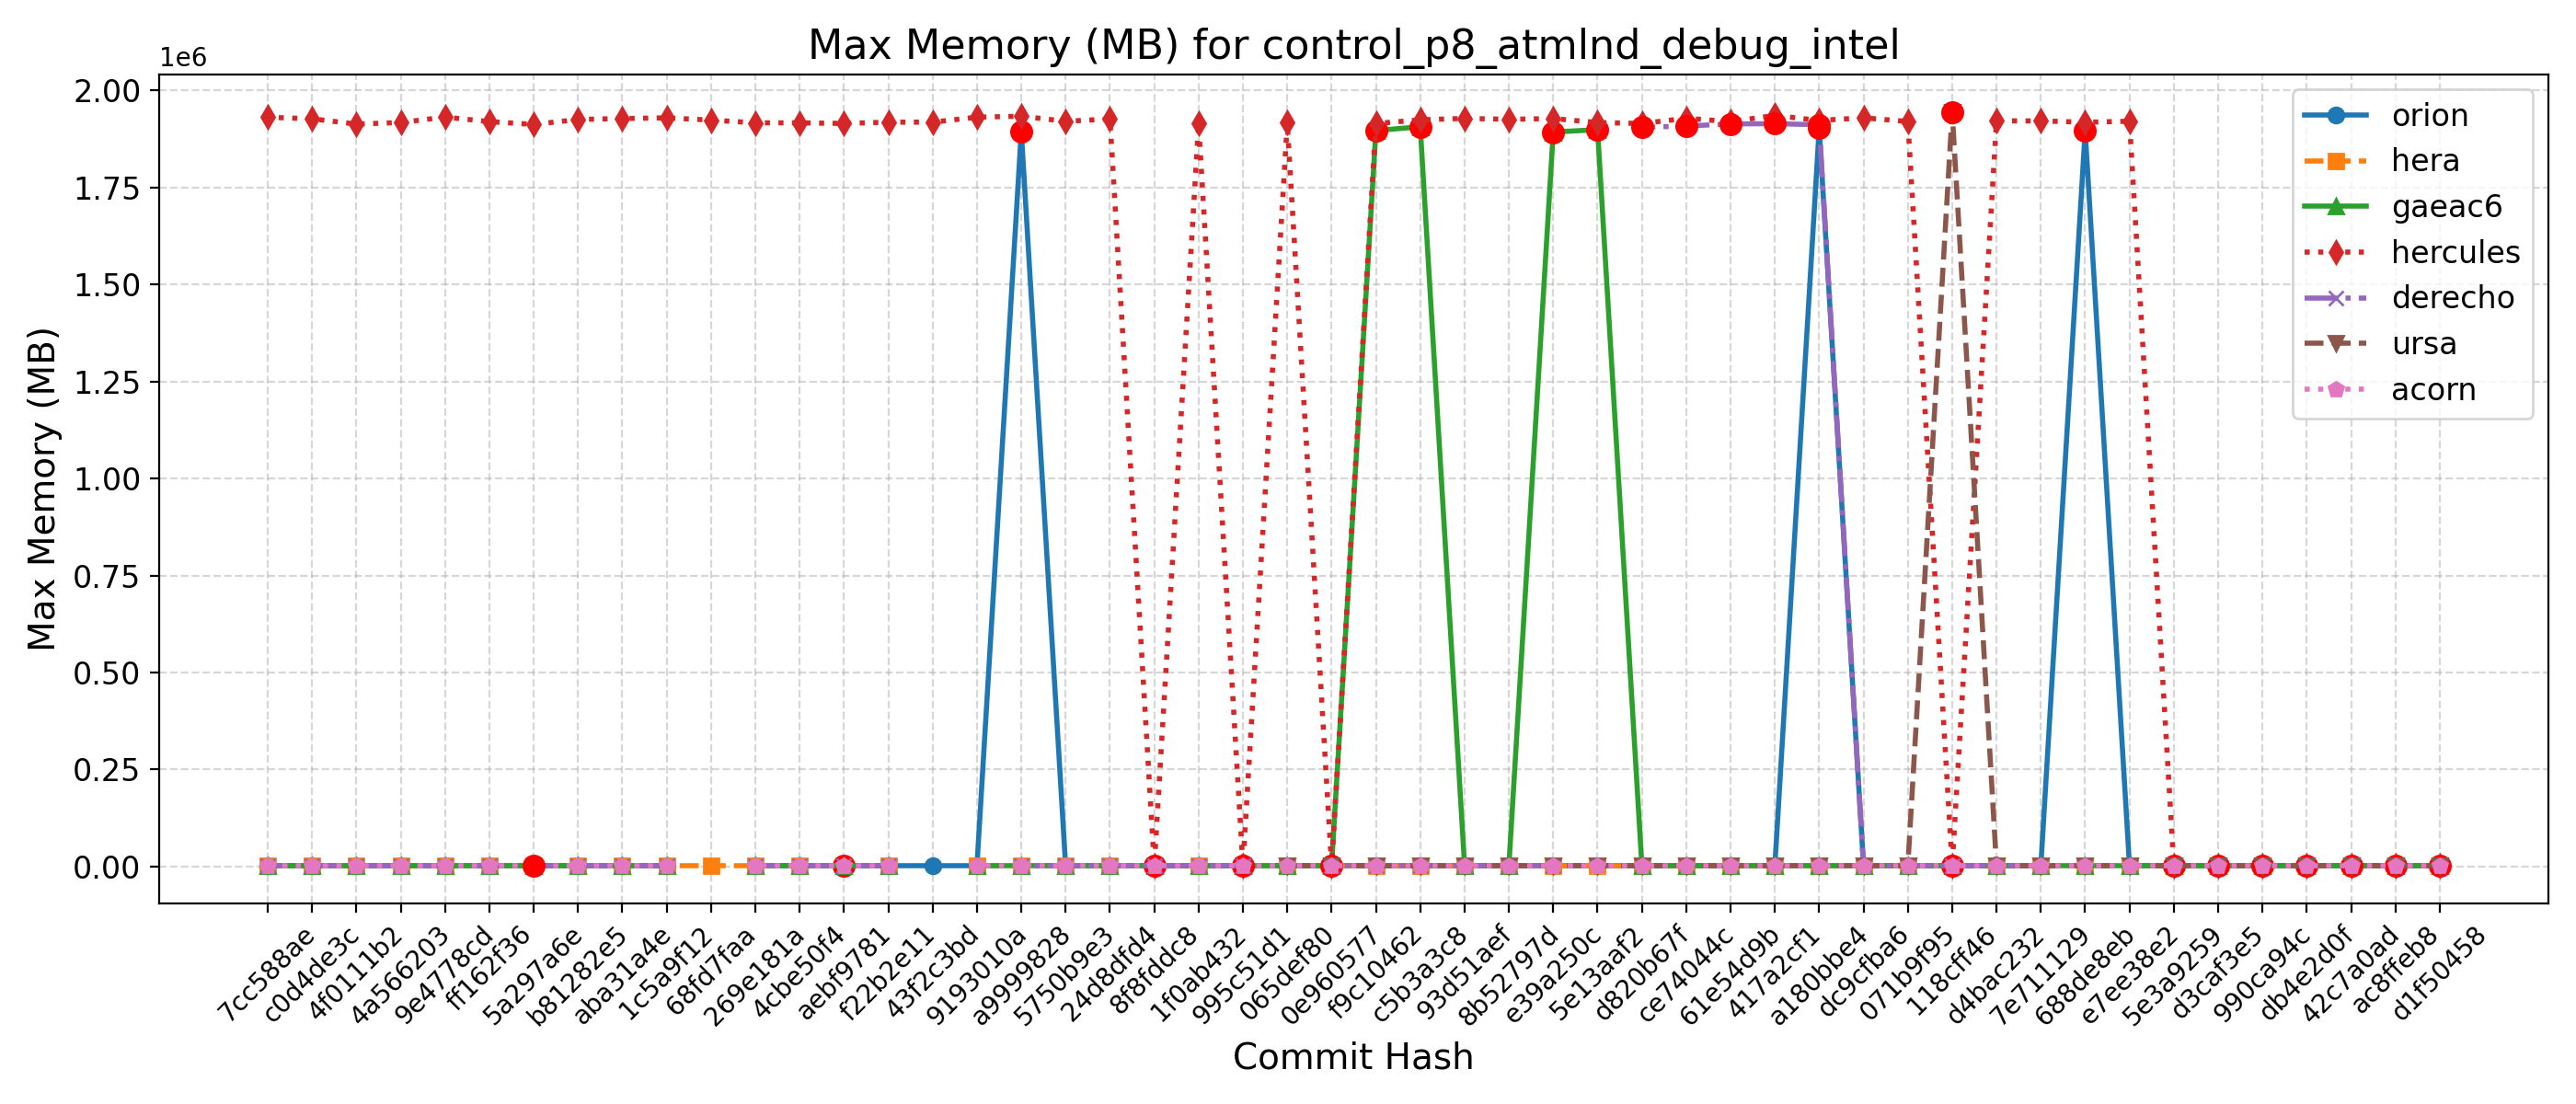 Max Memory (MB) for control_p8_atmlnd_debug_intel
1e6
2.00
1.75
1.50
1.25
1.00
0.75
0.50
0.25
0.00
Max Memory (MB)
orion
hera
gaeac6
hercules
derecho
ursa
acorn
7cc588ae
c0d4de3c
4f0111b2
4a566203
9e4778cd
ff162f36
5a297a6e
b81282e5
aba31a4e
1c5a9f12
68fd7faa
269e181a
4cbe50f4
aebf9781
f22b2e11
43f2c3bd
9193010a
a9999828
5750b9e3
24d8dfd4
8f8fddc8
1f0ab432
995c51d1
065def80
0e960577
f9c10462
c5b3a3c8
93d51aef
8b52797d
e39a250c
5e13aaf2
d820b67f
ce74044c
61e54d9b
417a2cf1
a180bbe4
dc9cfba6
071b9f95
118cff46
d4bac232
7e711129
688de8eb
e7ee38e2
5e3a9259
d3caf3e5
990ca94c
db4e2d0f
42c7a0ad
ac8ffeb8
d1f50458
Commit Hash